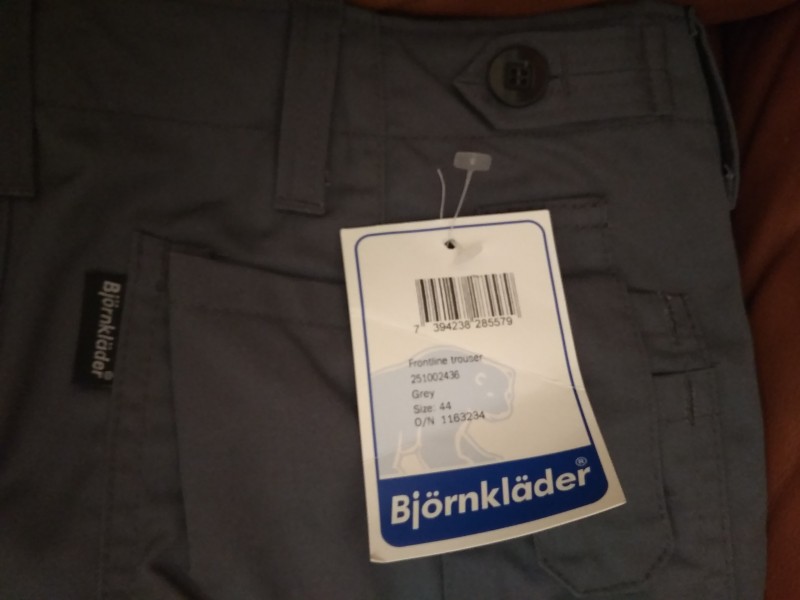 Björnkläder
7 394238 285579
Frontline trouser
251002436
Grey
Size: 44
O/N 1163234
Björnkläder®